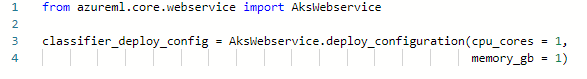 1 from azureml.core.webservice import AksWebservice
2
3 classifier_deploy_config = AksWebservice.deploy_configuration(cpu_cores = 1,
4 memory_gb = 1)